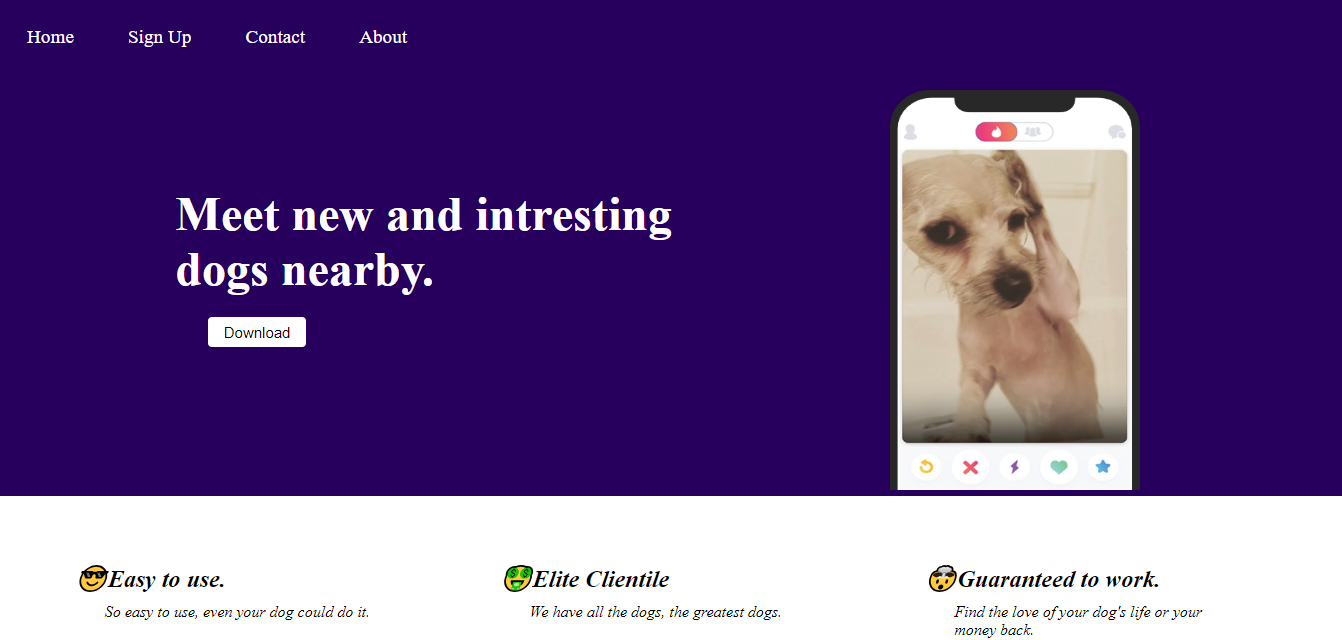 Home Sign Up Contact About
Meet new and intresting
dogs nearby.
Download
Easy to use.
So easy to use, even your dog could do it.
Elite Clientile
We have all the dogs, the greatest dogs.
Guaranteed to work.
Find the love of your dog's life or your
money back.